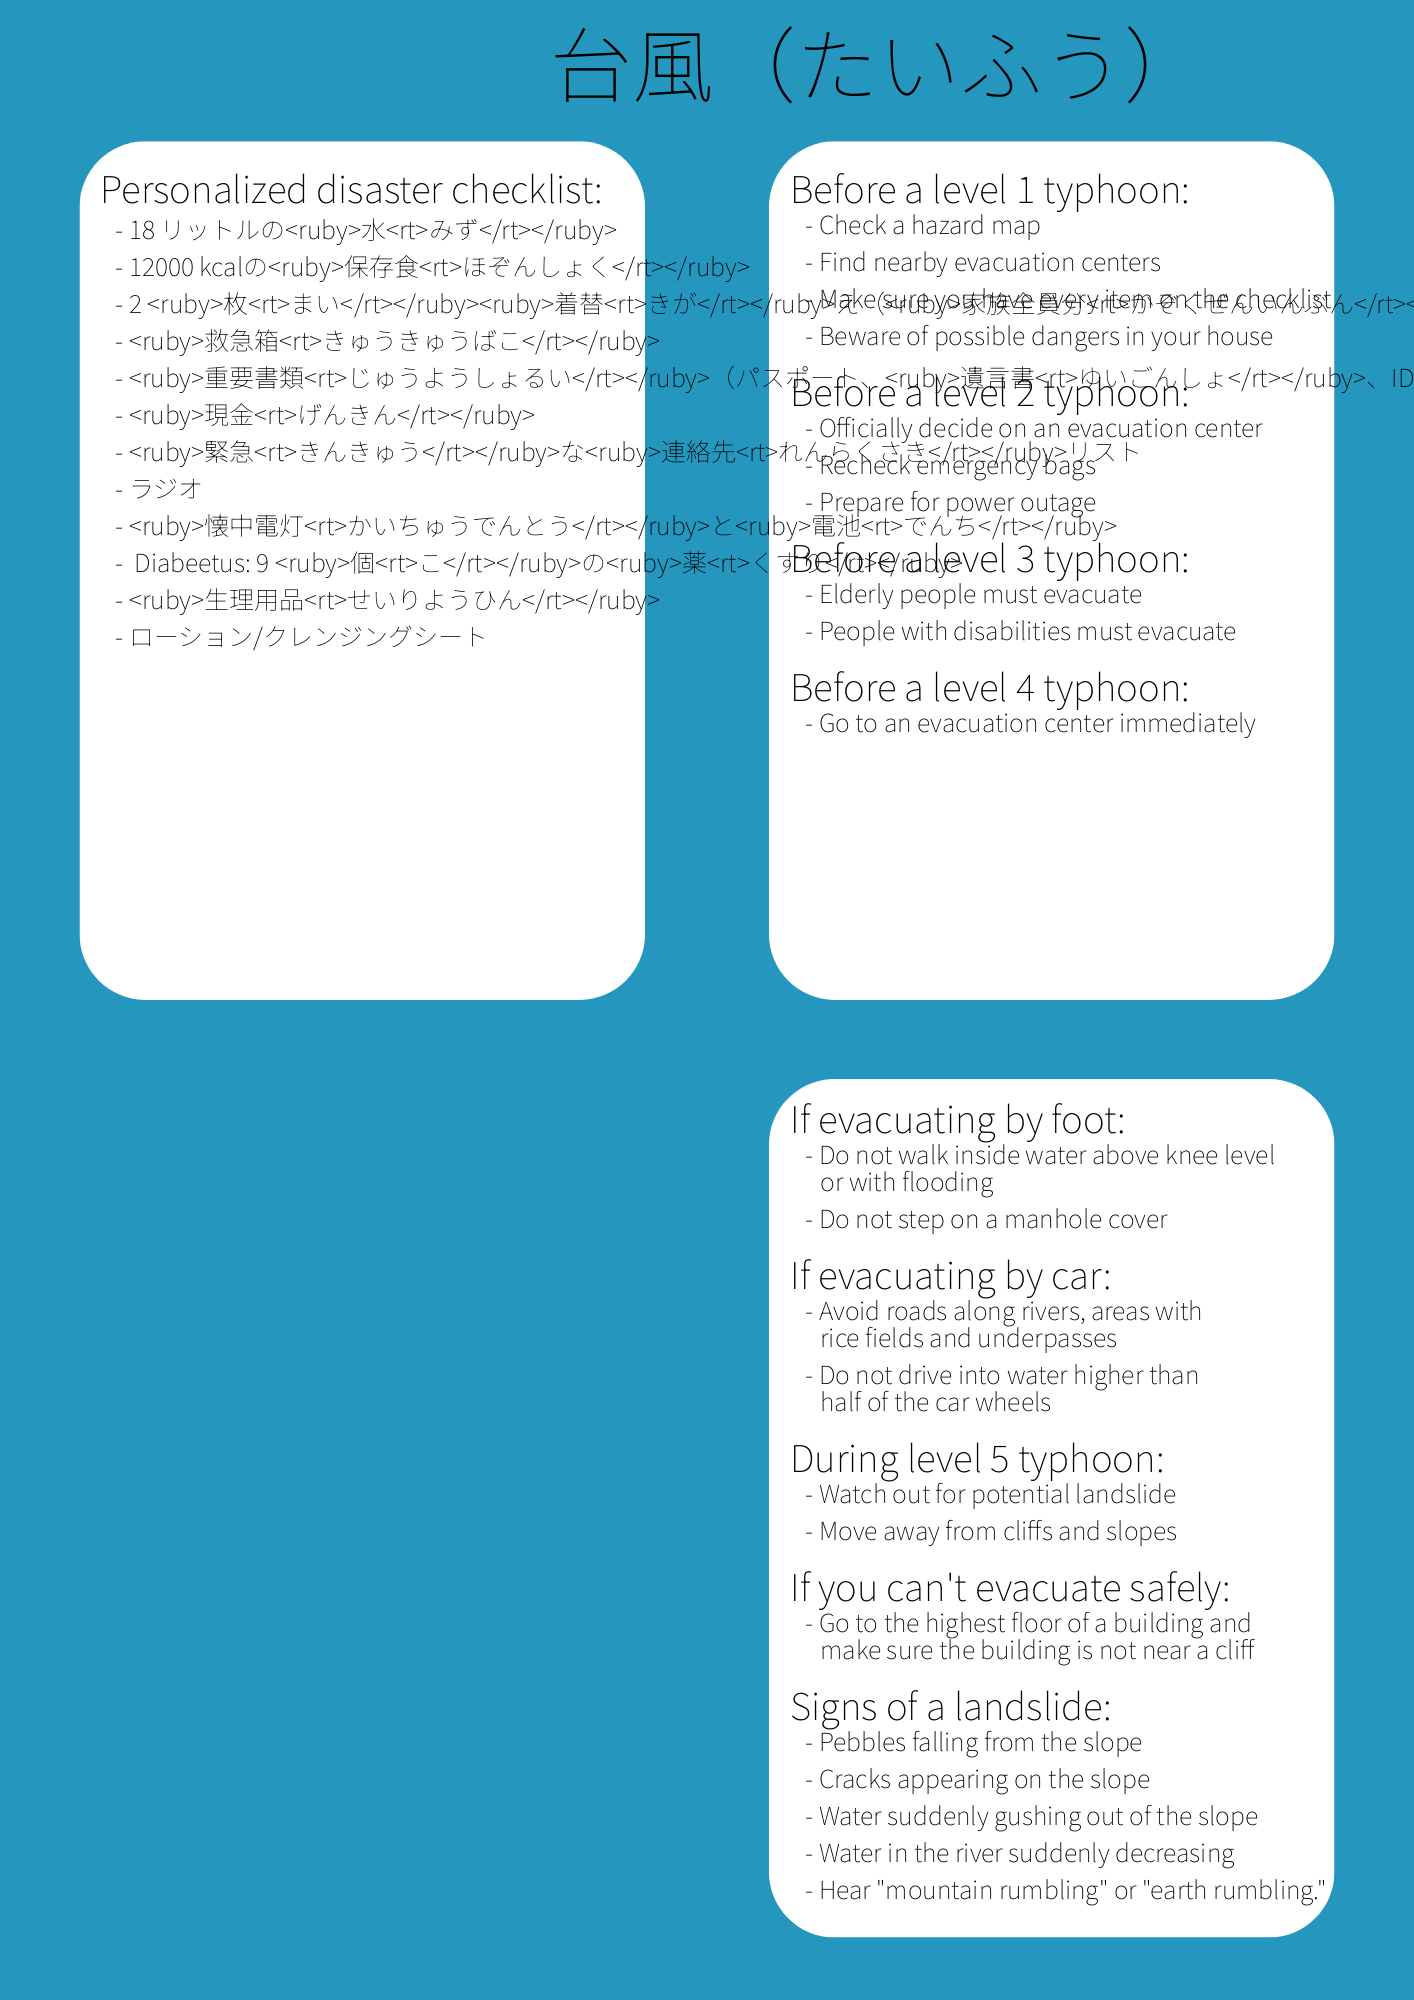 台風（たいふう）
Personalized disaster checklist:
- 18 リットルの<ruby>水<rt>みず</rt></ruby>
- 12000 kcalの<ruby>保存食<rt>ほぞんしょく</rt></ruby>
- 2 <ruby>枚<rt>まい</rt></ruby><ruby>着替<rt>きが</rt></ruby>え（<ruby>家族全員分<rt>かぞくぜんいんぶん</rt><
- <ruby>救急箱<rt>きゅうきゅうばこ</rt></ruby>
- <ruby>重要書類<rt>じゅうようしょるい</rt></ruby>（パスポート、<ruby>遺言書<rt>ゆいごんしょ</rt></ruby>、ID
- <ruby>現金<rt>げんきん</rt></ruby>
- <ruby>緊急<rt>きんきゅう</rt></ruby>な<ruby>連絡先<rt>れんらくさき</rt></ruby>リスト
- ラジオ
- <ruby>懐中電灯<rt>かいちゅうでんとう</rt></ruby>と<ruby>電池<rt>でんち</rt></ruby>
- Diabeetus: 9 <ruby>個<rt>こ</rt></ruby>の<ruby>薬<rt>くすり</rt></ruby>
- <ruby>生理用品<rt>せいりようひん</rt></ruby>
- ローション/クレンジングシート
Before a level 1 typhoon:
- Check a hazard map
- Find nearby evacuation centers
- Make sure you have every item on the checklist
- Beware of possible dangers in your house
Before a level 2 typhoon:
- Officially decide on an evacuation center
- Recheck emergency bags
- Prepare for power outage
Before a level 3 typhoon:
- Elderly people must evacuate
- People with disabilities must evacuate
Before a level 4 typhoon:
- Go to an evacuation center immediately
If evacuating by foot:
- Do not walk inside water above knee level
or with flooding
- Do not step on a manhole cover
If evacuating by car:
- Avoid roads along rivers, areas with
rice fields and underpasses
- Do not drive into water higher than
half of the car wheels
During level 5 typhoon:
- Watch out for potential landslide
- Move away from cliffs and slopes
If you can't evacuate safely:
- Go to the highest floor of a building and
make sure the building is not near a cliff
Signs of a landslide:
- Pebbles falling from the slope
- Cracks appearing on the slope
- Water suddenly gushing out of the slope
- Water in the river suddenly decreasing
- Hear "mountain rumbling" or "earth rumbling."